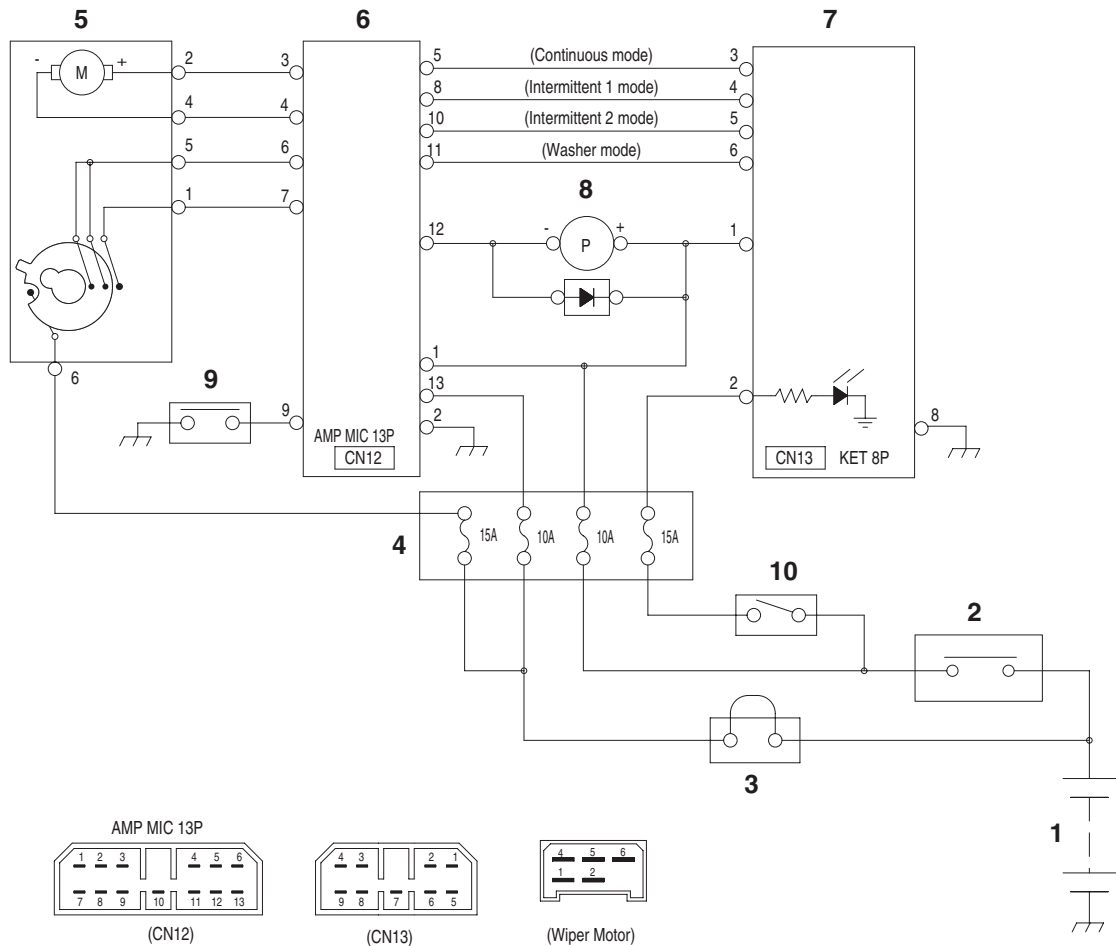 5 6 7
- M + 2 3 5 (Continuous mode) 3
8 (Intermittent 1 mode) 4
4 4 10 (Intermittent 2 mode) 5
5 6 11 (Washer mode) 6
1 7 8
12 - P + 1
1
6 9 13 2
9 AMP MIC 13P 2 8
CN12 CN13 KET 8P
4 15A 10A 10A 15A
10
2
3
1
AMP MIC 13P
1 2 3 4 5 6
7 8 9 10 11 12 13
(CN12)
4 3 2 1
9 8 7 6 5
(CN13)
4 5 6
1 2
(Wiper Motor)